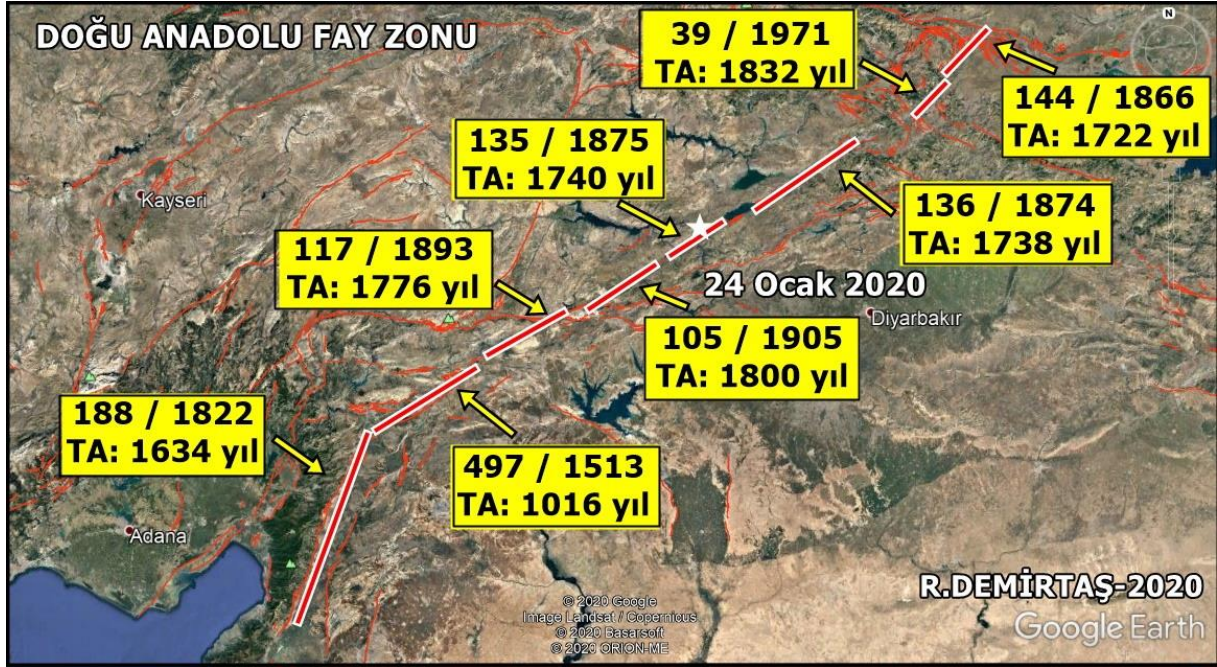 DOĞU ANADOLU FAY ZONU
N
39 / 1971
TA: 1832 yıl
144 / 1866
TA: 1722 yıl
135 / 1875
TA: 1740 yıl
Kayseri
136 / 1874
TA: 1738 yıl
117 / 1893
TA: 1776 yıl
24 Ocak 2020
Diyarbakır
105 / 1905
TA: 1800 yıl
188 / 1822
TA: 1634 yıl
497 / 1513
TA: 1016 yıl
Adana
R.DEMİRTAŞ-2020
© 2020 Google
Image Landsat / Copernicus
© 2020 Basarsoft
© 2020 ORION-ME
Google Earth